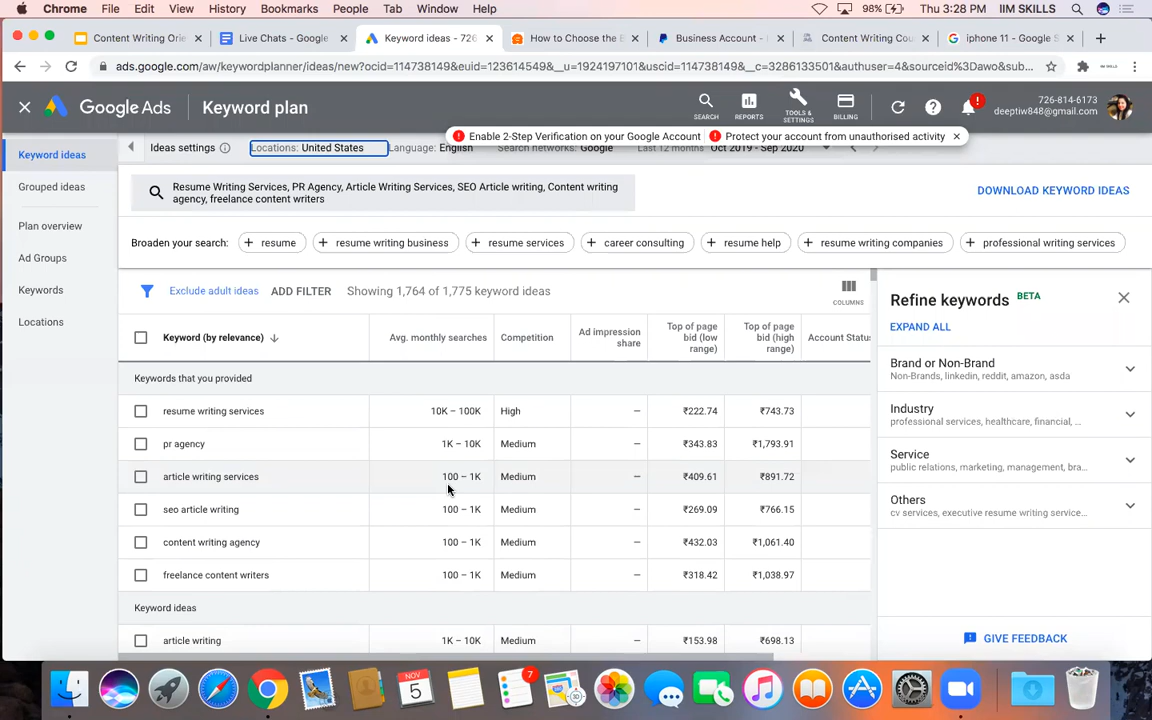 Chrome File Edit View History Bookmarks People Tab Window Help 98% Thu 3:28 PM IIM SKILLS
Content Writing Orie × Live Chats - Google × Keyword ideas - 726 × How to Choose the B × Business Account - × Content Writing Cou × iphone 11 - Google S × +
ads.google.com/aw/keywordplanner/ideas/new?ocid=114738149&euid=123614549&__u=1924197101&uscid=114738149&__c=3286133501&authuser=4&sourceid%3Dawo&sub...
Google Ads Keyword plan SEARCH REPORTS TOOLS & SETTINGS BILLING
726-814-6173
deeptiw848@gmail.com
Enable 2-Step Verification on your Google Account Protect your account from unauthorised activity
Ideas settings Locations: United States Language: English Search networks: Google Last 12 months Oct 2019 - Sep 2020
Keyword ideas
Grouped ideas
Plan overview
Ad Groups
Keywords
Locations
Resume Writing Services, PR Agency, Article Writing Services, SEO Article writing, Content writing
agency, freelance content writers
DOWNLOAD KEYWORD IDEAS
Broaden your search: + resume + resume writing business + resume services + career consulting + resume help + resume writing companies + professional writing services
Exclude adult ideas ADD FILTER Showing 1,764 of 1,775 keyword ideas COLUMNS
Keyword (by relevance) Avg. monthly searches Competition Ad impression share Top of page bid (low range) Top of page bid (high range) Account Statu
Keywords that you provided
resume writing services 10K – 100K High – ₹222.74 ₹743.73
pr agency 1K – 10K Medium – ₹343.83 ₹1,793.91
article writing services 100 – 1K Medium – ₹409.61 ₹891.72
seo article writing 100 – 1K Medium – ₹269.09 ₹766.15
content writing agency 100 – 1K Medium – ₹432.03 ₹1,061.40
freelance content writers 100 – 1K Medium – ₹318.42 ₹1,038.97
Keyword ideas
article writing 1K – 10K Medium – ₹153.98 ₹698.13
Refine keywords BETA
EXPAND ALL
Brand or Non-Brand
Non-Brands, linkedin, reddit, amazon, asda
Industry
professional services, healthcare, financial, ...
Service
public relations, marketing, management, bra...
Others
cv services, executive resume writing service...
GIVE FEEDBACK
NOV
5
7